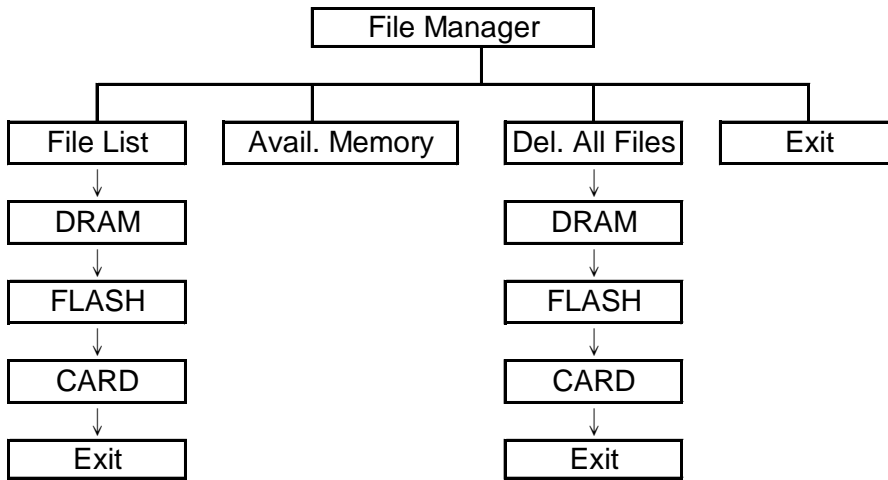 File Manager
File List
Avail. Memory
Del. All Files
Exit
DRAM
DRAM
FLASH
FLASH
CARD
CARD
Exit
Exit